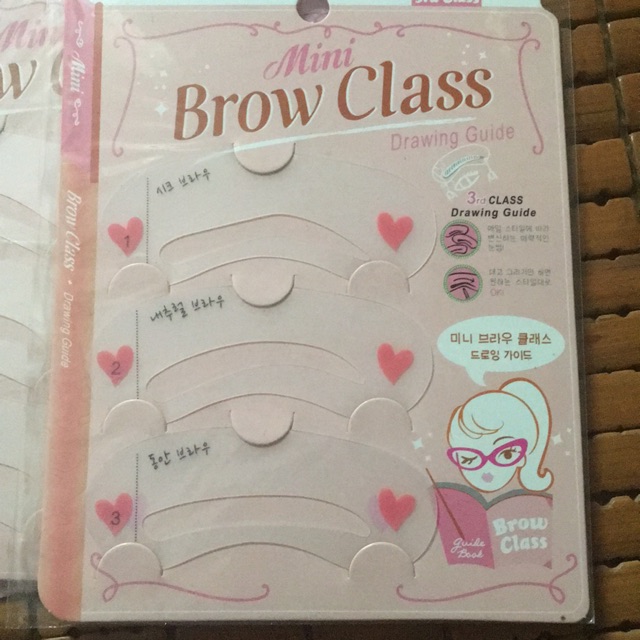 Mini
Brow Class
Drawing Guide
Mini
Brow Class • Drawing Guide
시크 브라우
1
3rd CLASS
Drawing Guide
내추럴 브라우
2
미니 브라우 클래스
드로잉 가이드
동안 브라우
3
Guide
Book
Brow
Class